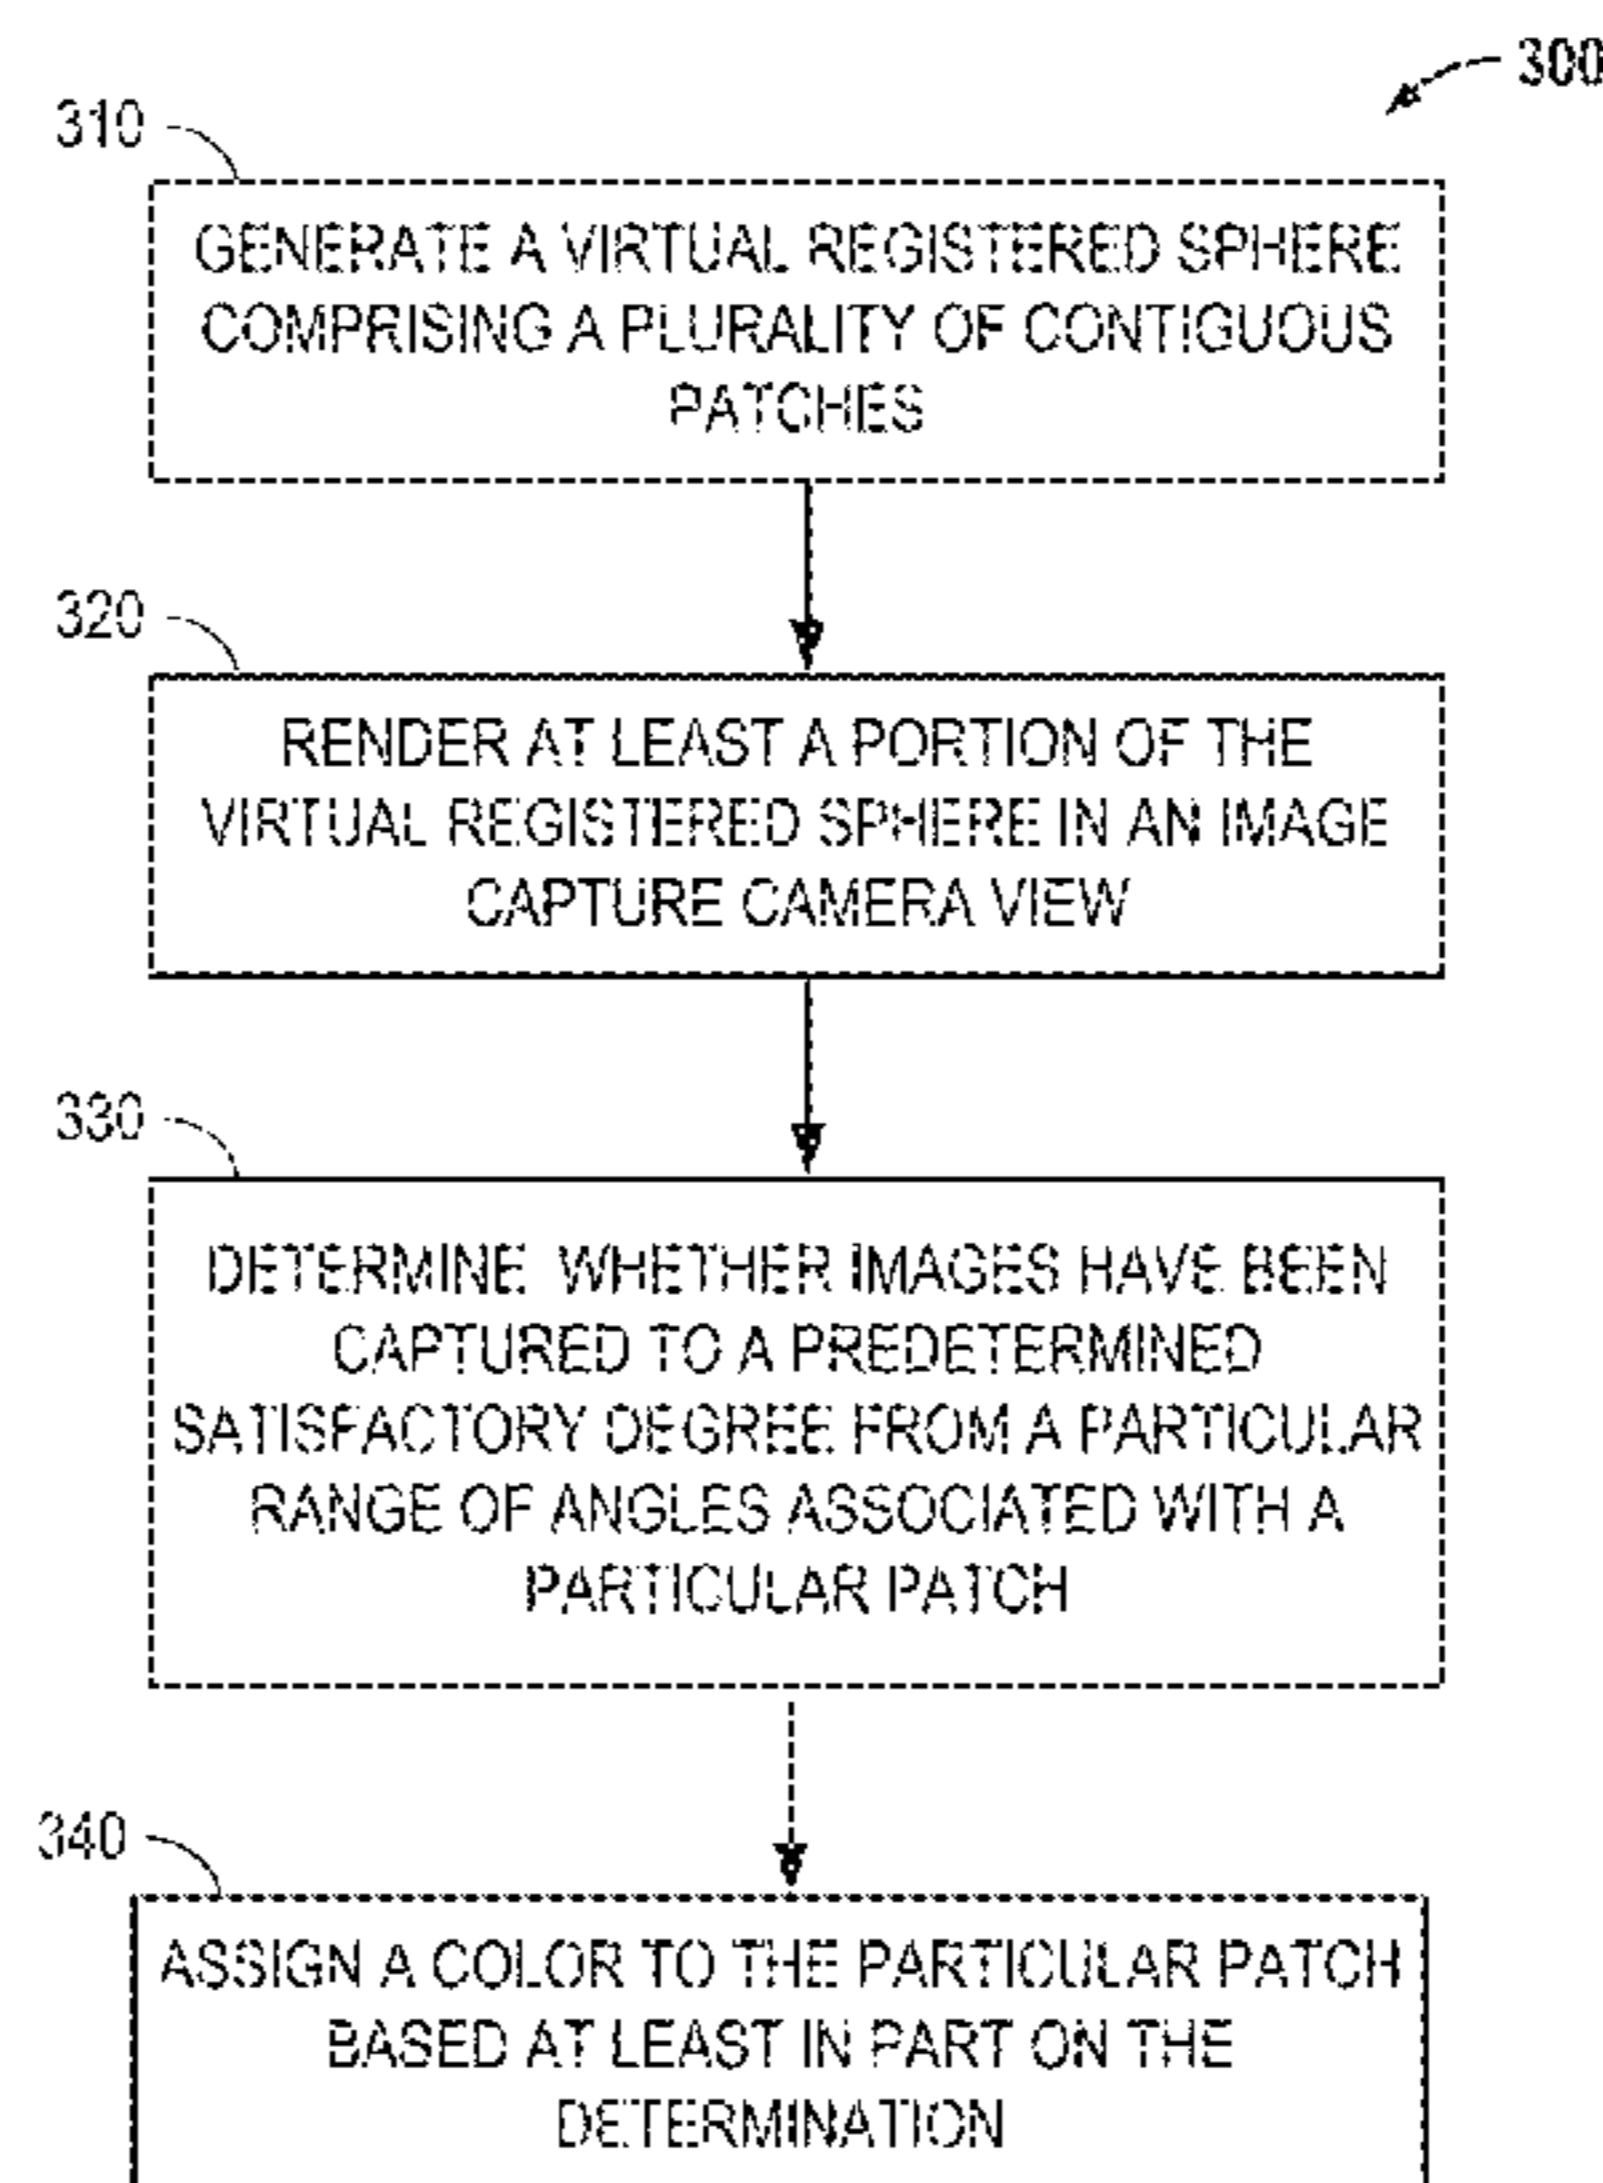 300
310
GENERATE A VIRTUAL REGISTERED SPHERE
COMPRISING A PLURALITY OF CONTIGUOUS
PATCHES
320
RENDER AT LEAST A PORTION OF THE
VIRTUAL REGISTERED SPHERE IN AN IMAGE
CAPTURE CAMERA VIEW
330
DETERMINE WHETHER IMAGES HAVE BEEN
CAPTURED TO A PREDETERMINED
SATISFACTORY DEGREE FROM A PARTICULAR
RANGE OF ANGLES ASSOCIATED WITH A
PARTICULAR PATCH
340
ASSIGN A COLOR TO THE PARTICULAR PATCH
BASED AT LEAST IN PART ON THE
DETERMINATION